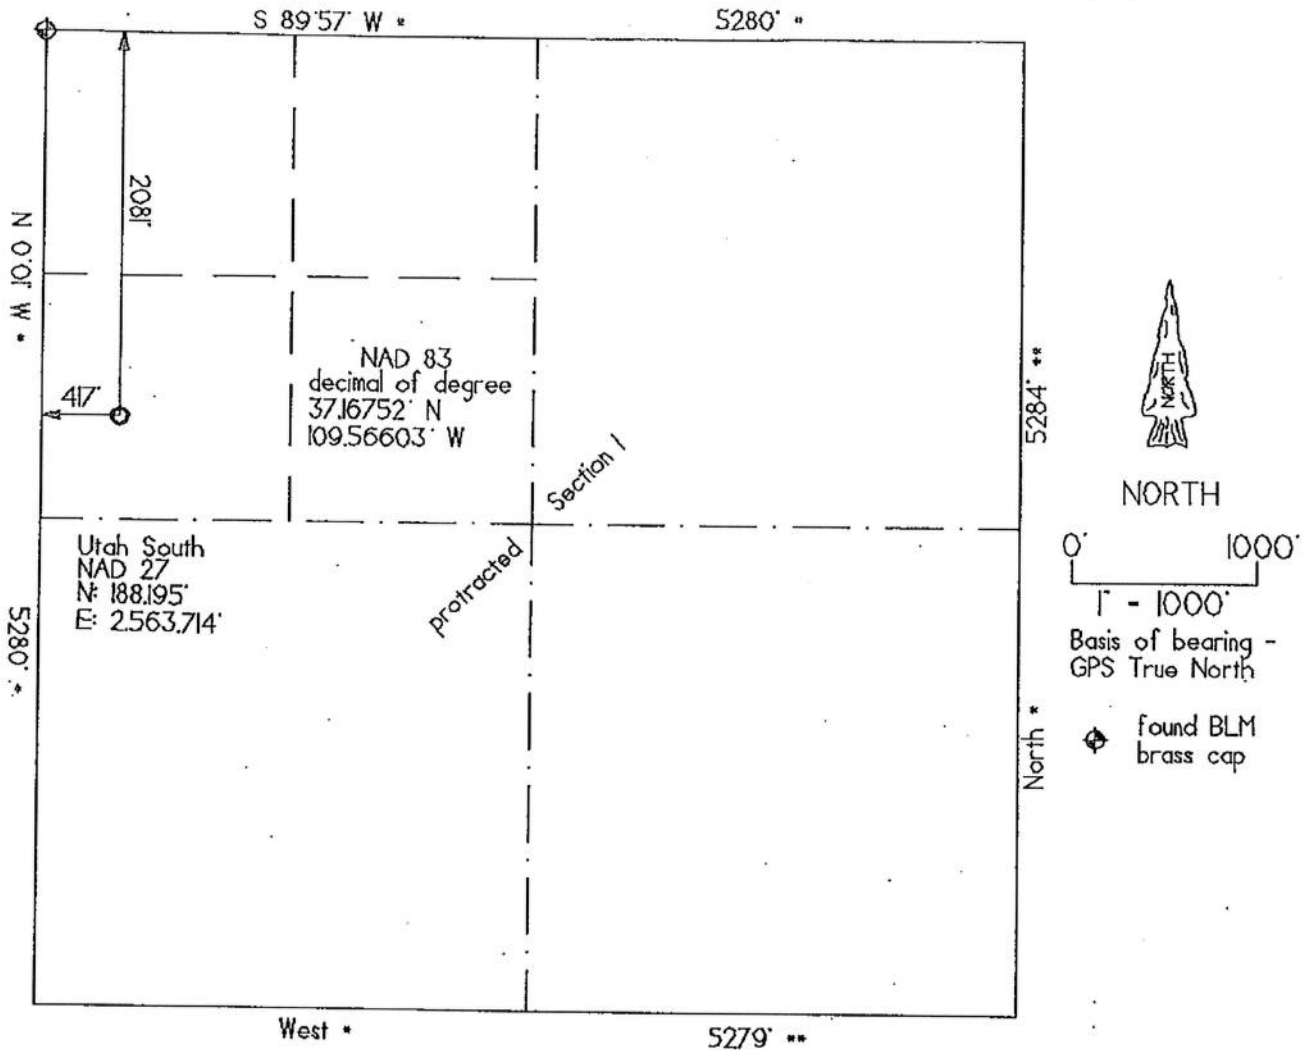 S 89°57' W *
5280' *
2081'
N 0°01' W *
417'
NAD 83
decimal of degree
37.16752° N
109.56603° W
Section 1
protracted
5284' **
NORTH
NORTH
0' 1000'
1" - 1000'
Basis of bearing -
GPS True North
found BLM
brass cap
Utah South
NAD 27
N: 188,195'
E: 2,563,714'
5280' *
North *
West *
5279' **